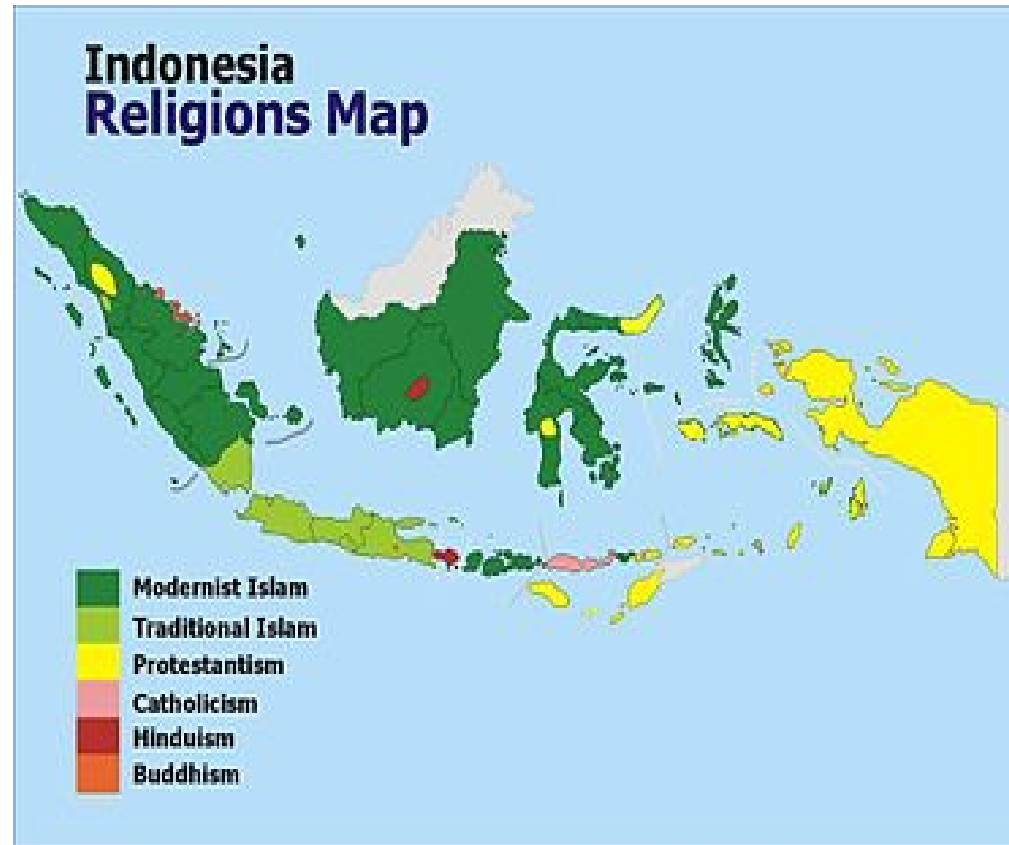 Indonesia
Religions Map
Modernist Islam
Traditional Islam
Protestantism
Catholicism
Hinduism
Buddhism